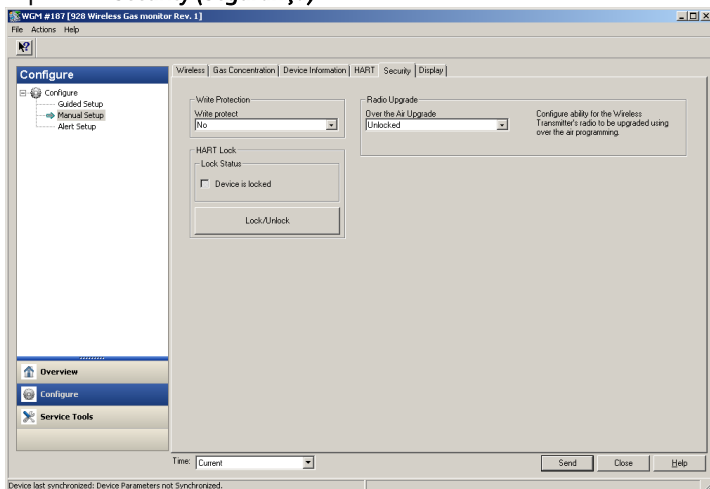 Security (Segurança)
WGM #187 [928 Wireless Gas monitor Rev. 1]
File Actions Help
Configure
Configure
Guided Setup
Manual Setup
Alert Setup
Overview
Configure
Service Tools
Wireless Gas Concentration Device Information HART Security Display
Write Protection
Write protect
No
HART Lock
Lock Status
Device is locked
Lock/Unlock
Radio Upgrade
Over the Air Upgrade
Unlocked
Configure ability for the Wireless
Transmitter's radio to be upgraded using
over the air programming.
Time: Current
Send Close Help
Device last synchronized: Device Parameters not Synchronized.